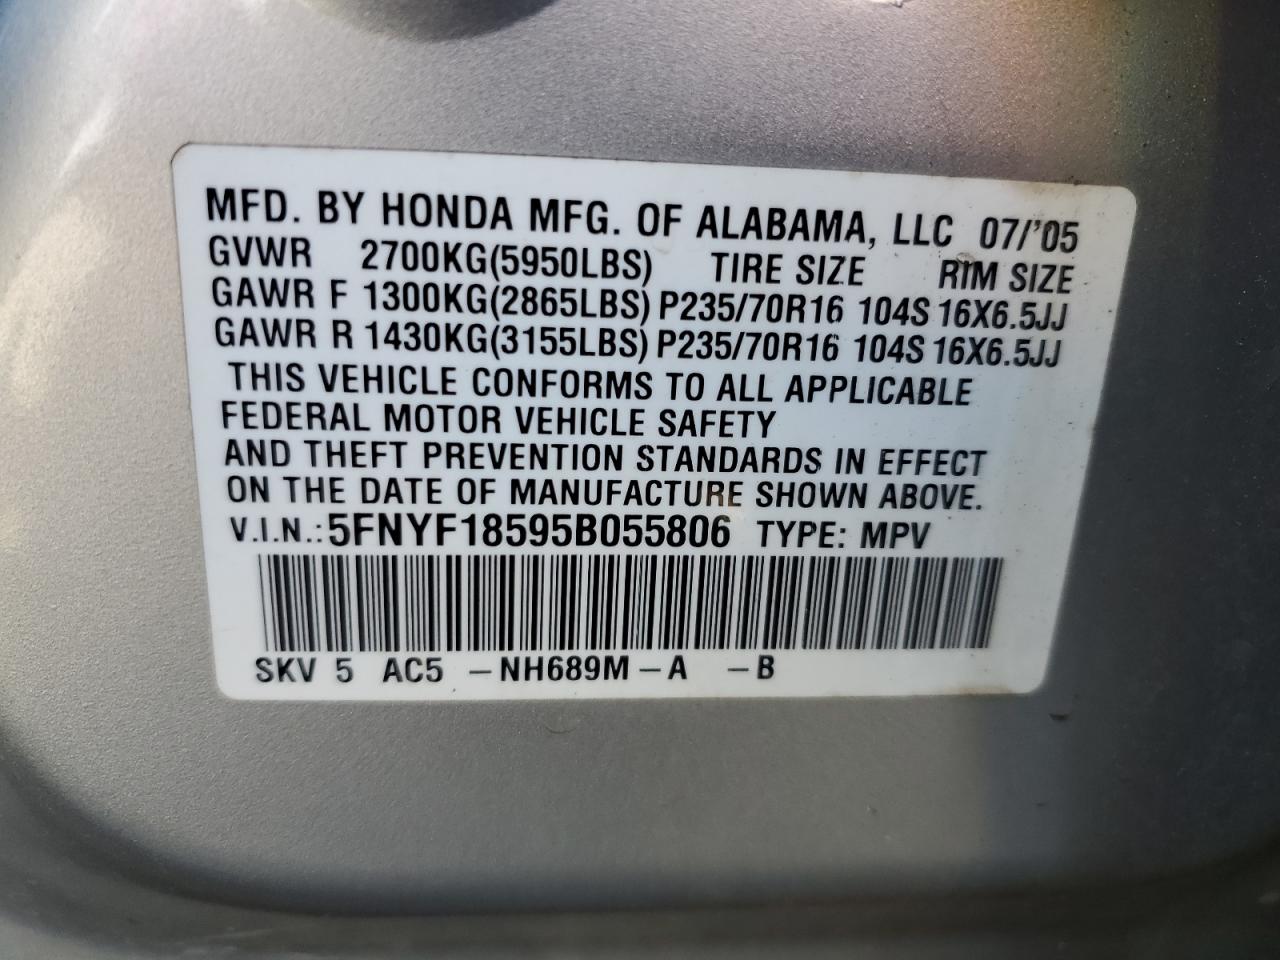 MFD. BY HONDA MFG. OF ALABAMA, LLC 07/'05
GVWR 2700KG(5950LBS) TIRE SIZE RIM SIZE
GAWR F 1300KG(2865LBS) P235/70R16 104S 16X6.5JJ
GAWR R 1430KG(3155LBS) P235/70R16 104S 16X6.5JJ
THIS VEHICLE CONFORMS TO ALL APPLICABLE
FEDERAL MOTOR VEHICLE SAFETY
AND THEFT PREVENTION STANDARDS IN EFFECT
ON THE DATE OF MANUFACTURE SHOWN ABOVE.
V.I.N.: 5FNYF18595B055806 TYPE: MPV
SKV 5 AC5 -NH689M-A -B